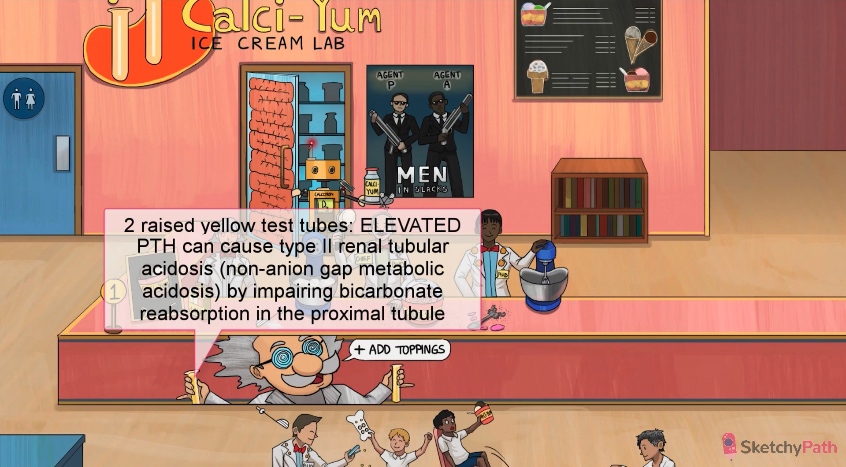 Calci-Yum
ICE CREAM LAB
AGENT P
AGENT A
MEN
IN SLACKS
CALCI YUM
CALCITRON
D
2 raised yellow test tubes: ELEVATED
PTH can cause type II renal tubular
acidosis (non-anion gap metabolic
acidosis) by impairing bicarbonate
reabsorption in the proximal tubule
1
+ ADD TOPPINGS
SketchyPath